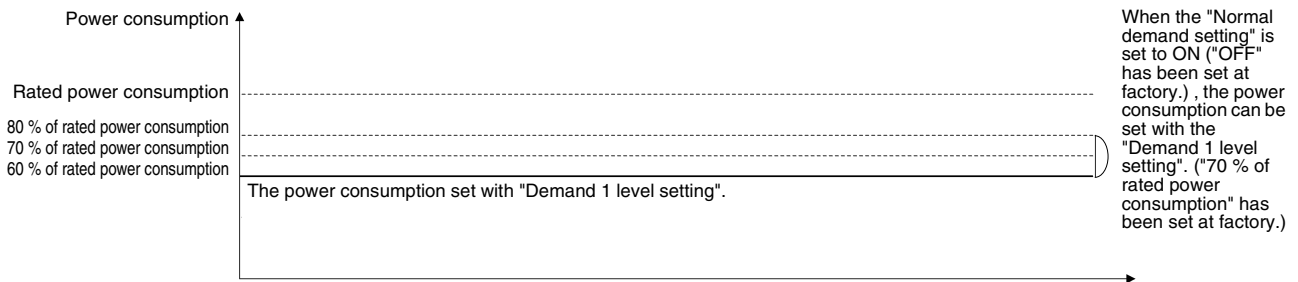 Power consumption
Rated power consumption
80 % of rated power consumption
70 % of rated power consumption
60 % of rated power consumption
The power consumption set with "Demand 1 level setting".
When the "Normal
demand setting" is
set to ON ("OFF"
has been set at
factory.) , the power
consumption can be
set with the
"Demand 1 level
setting". ("70 % of
rated power
consumption" has
been set at factory.)